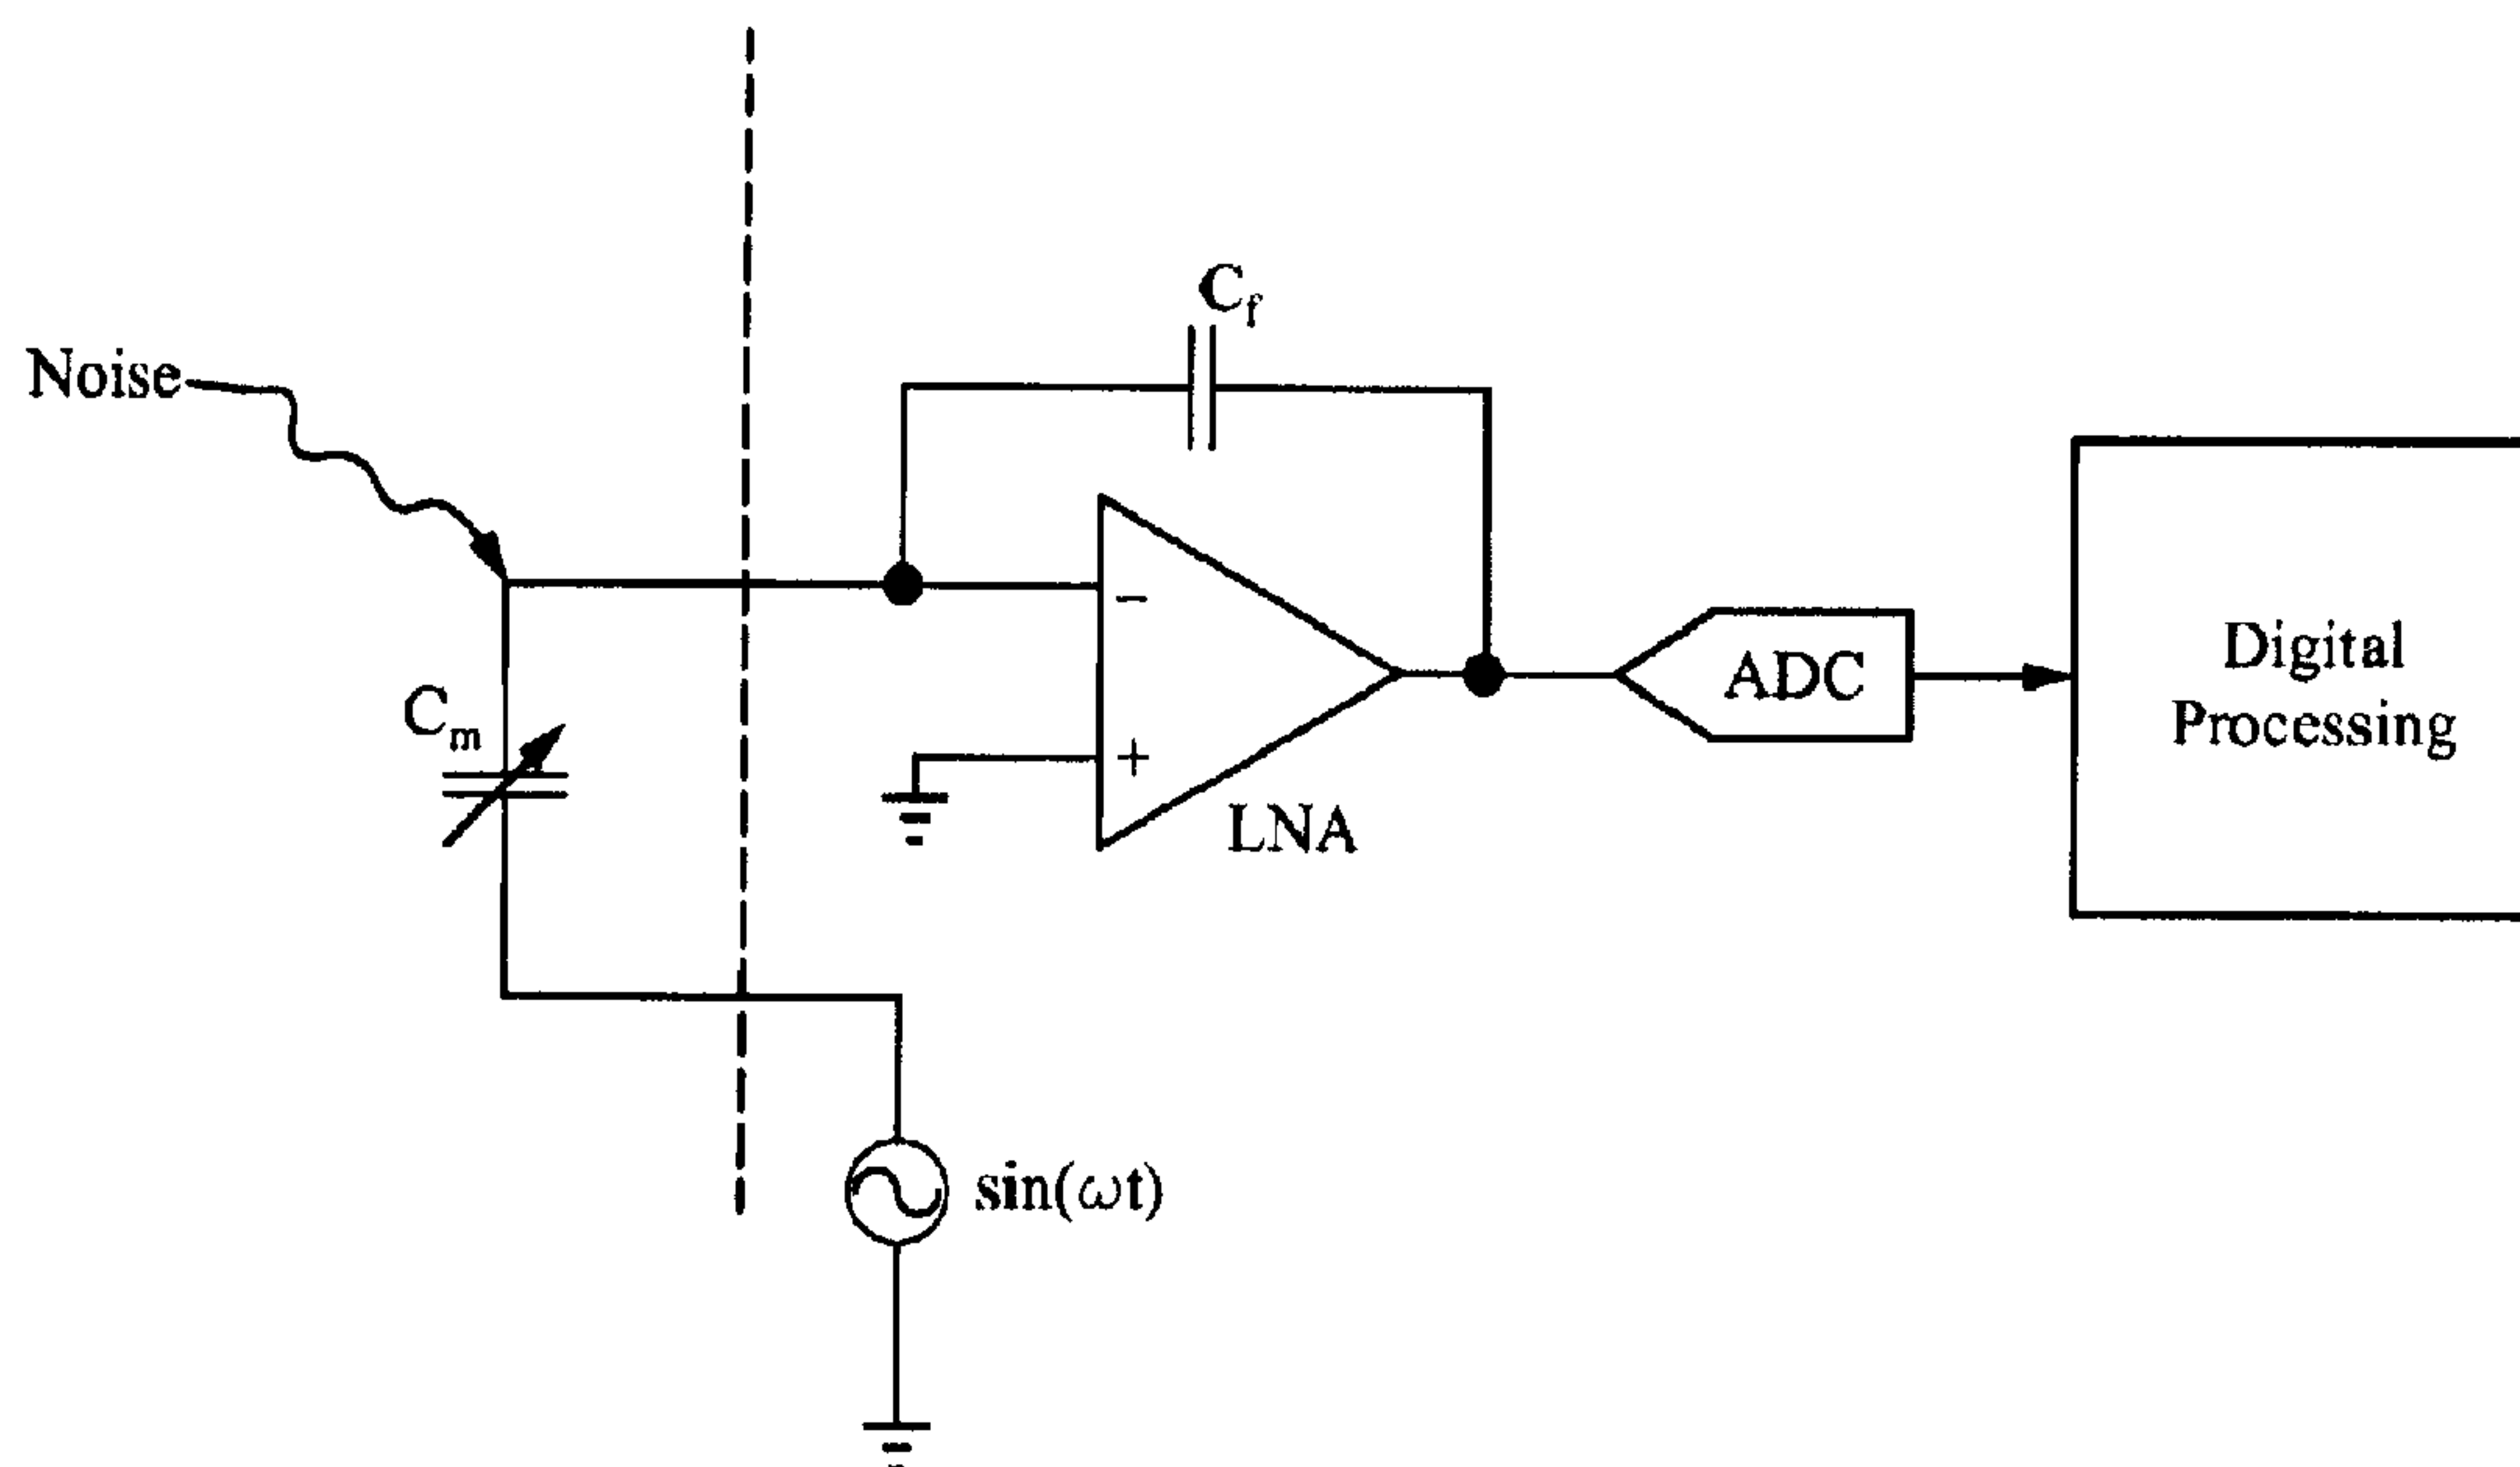 C_f
Noise
−
Digital
Processing
ADC
C_m
+
LNA
sin(ωt)